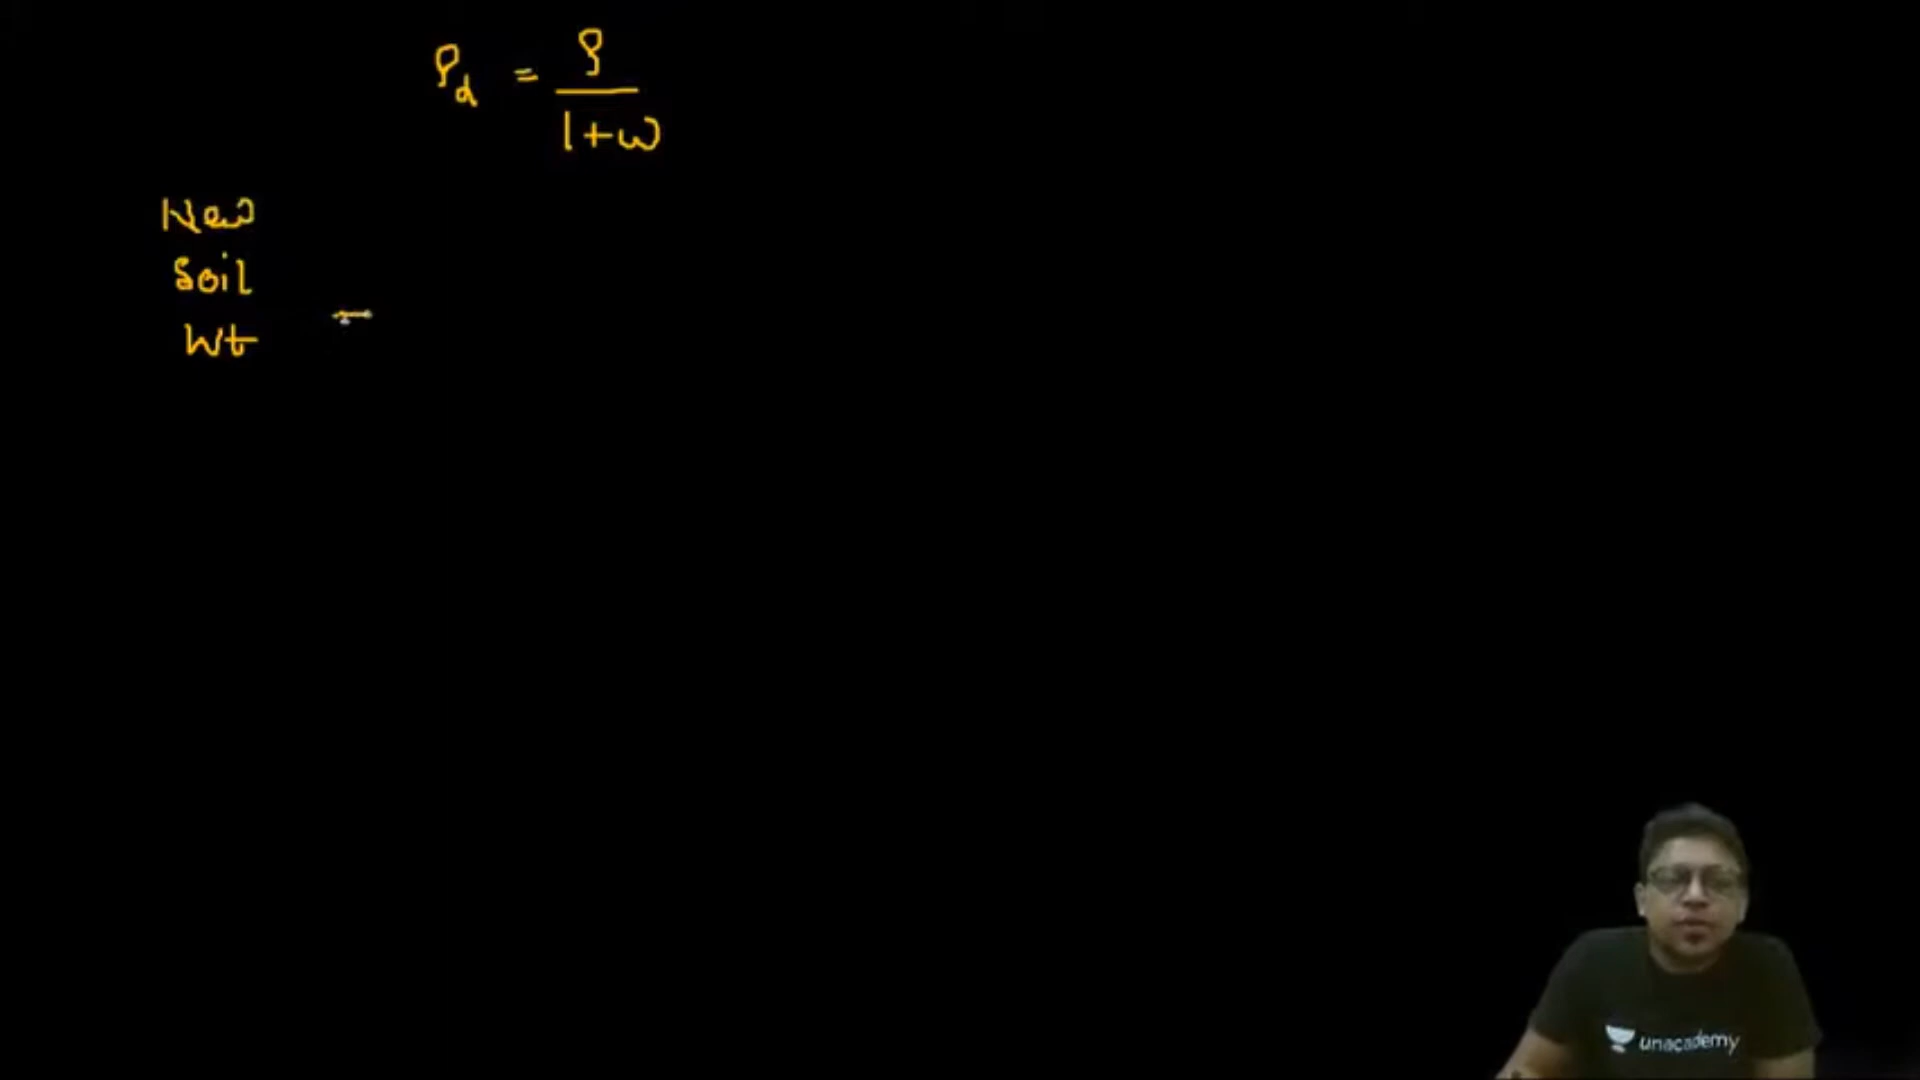 ρd = ρ / 1+w
New
Soil
Wt
unacademy